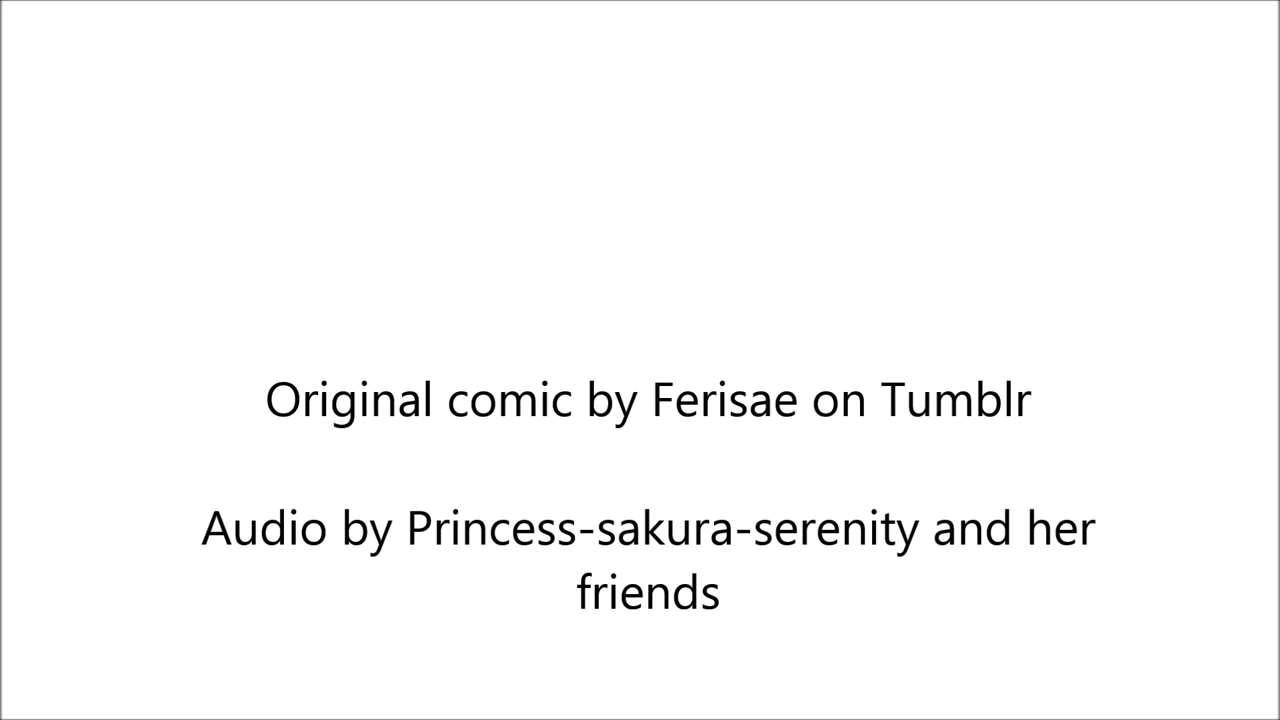 Original comic by Ferisae on Tumblr
Audio by Princess-sakura-serenity and her
friends